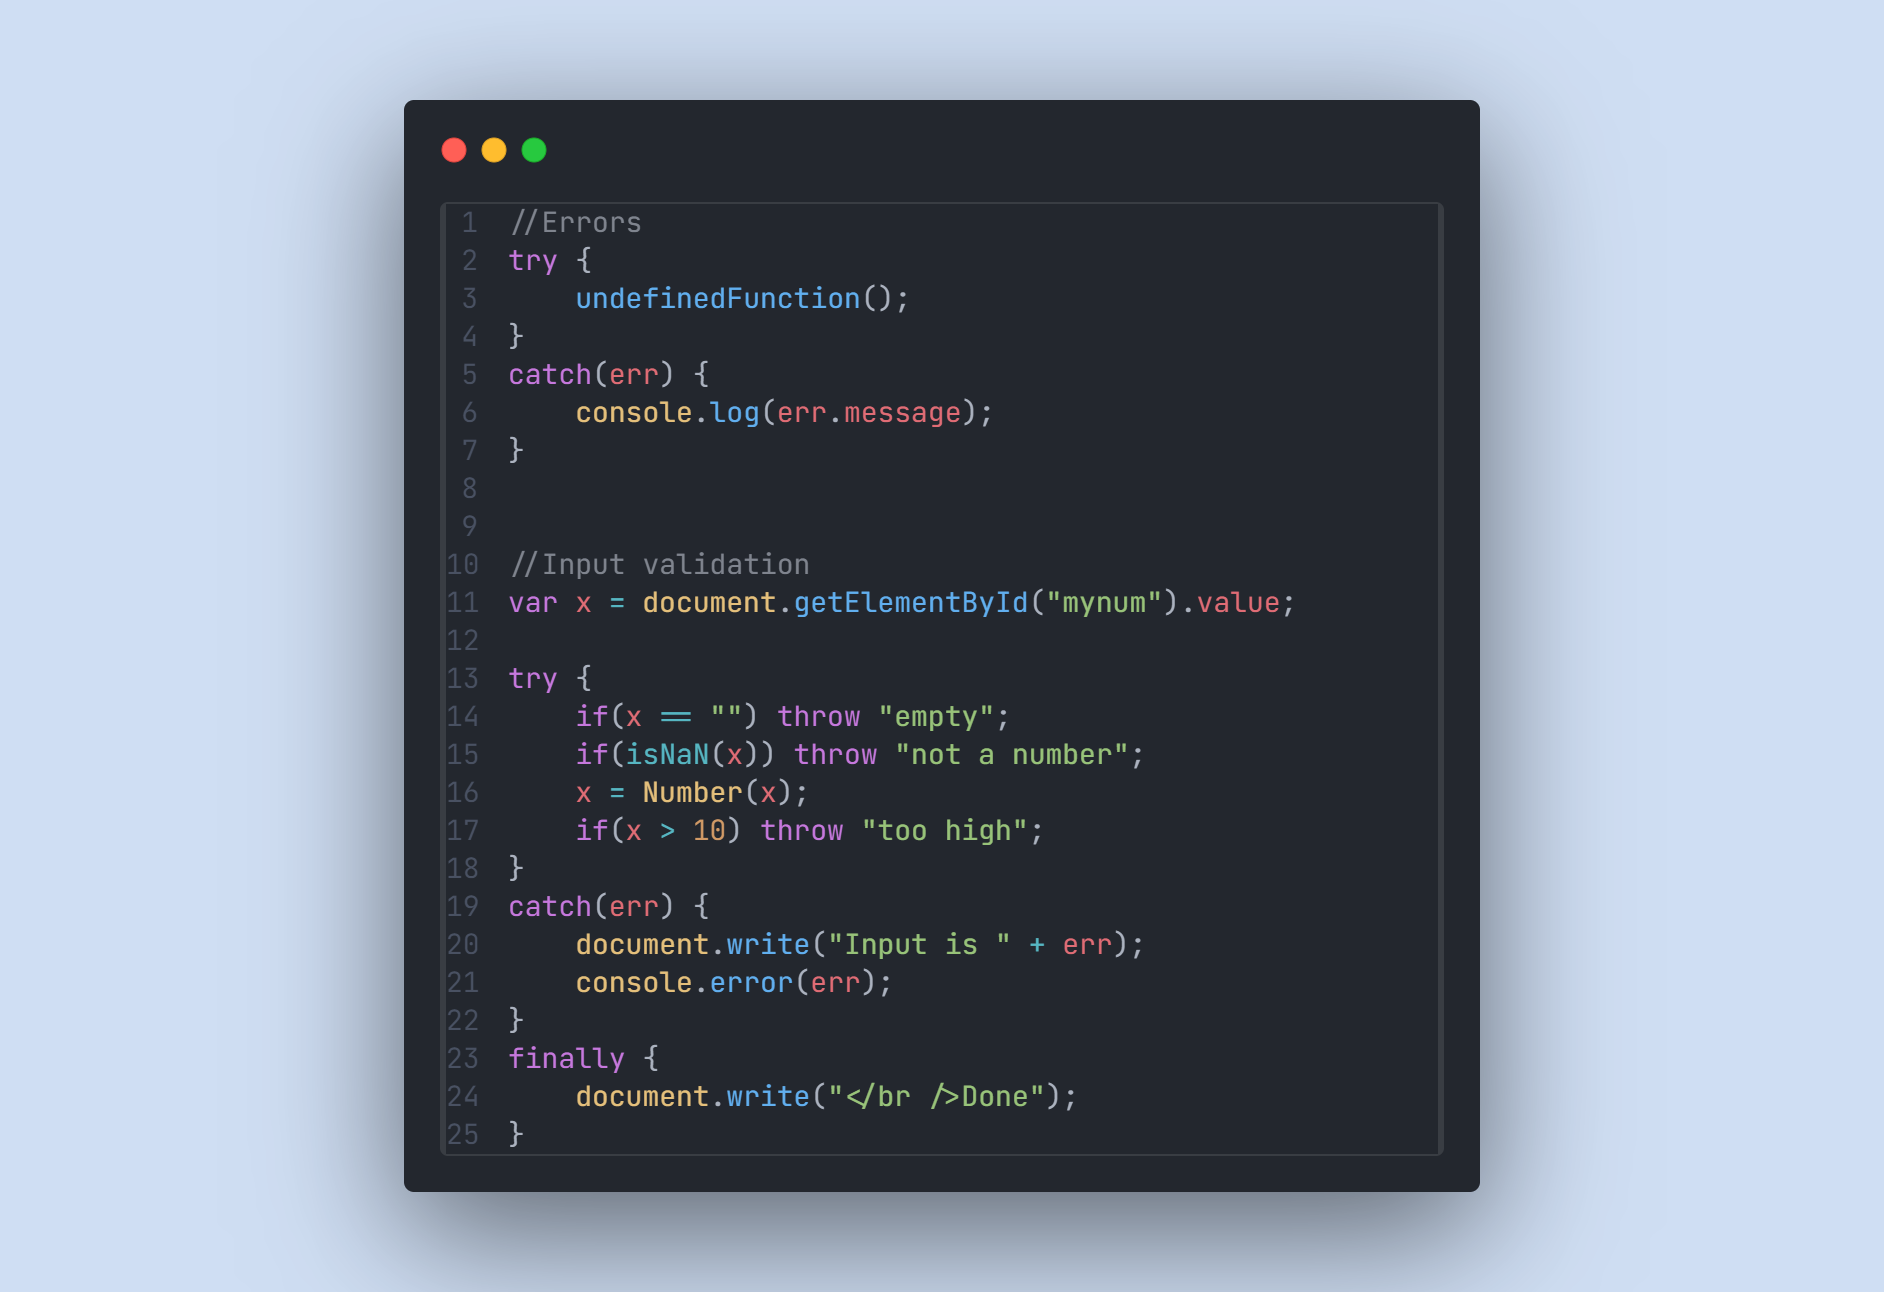 1 //Errors
2 try {
3     undefinedFunction();
4 }
5 catch(err) {
6     console.log(err.message);
7 }
8
9
10 //Input validation
11 var x = document.getElementById("mynum").value;
12
13 try {
14     if(x == "") throw "empty";
15     if(isNaN(x)) throw "not a number";
16     x = Number(x);
17     if(x > 10) throw "too high";
18 }
19 catch(err) {
20     document.write("Input is " + err);
21     console.error(err);
22 }
23 finally {
24     document.write("</br />Done");
25 }